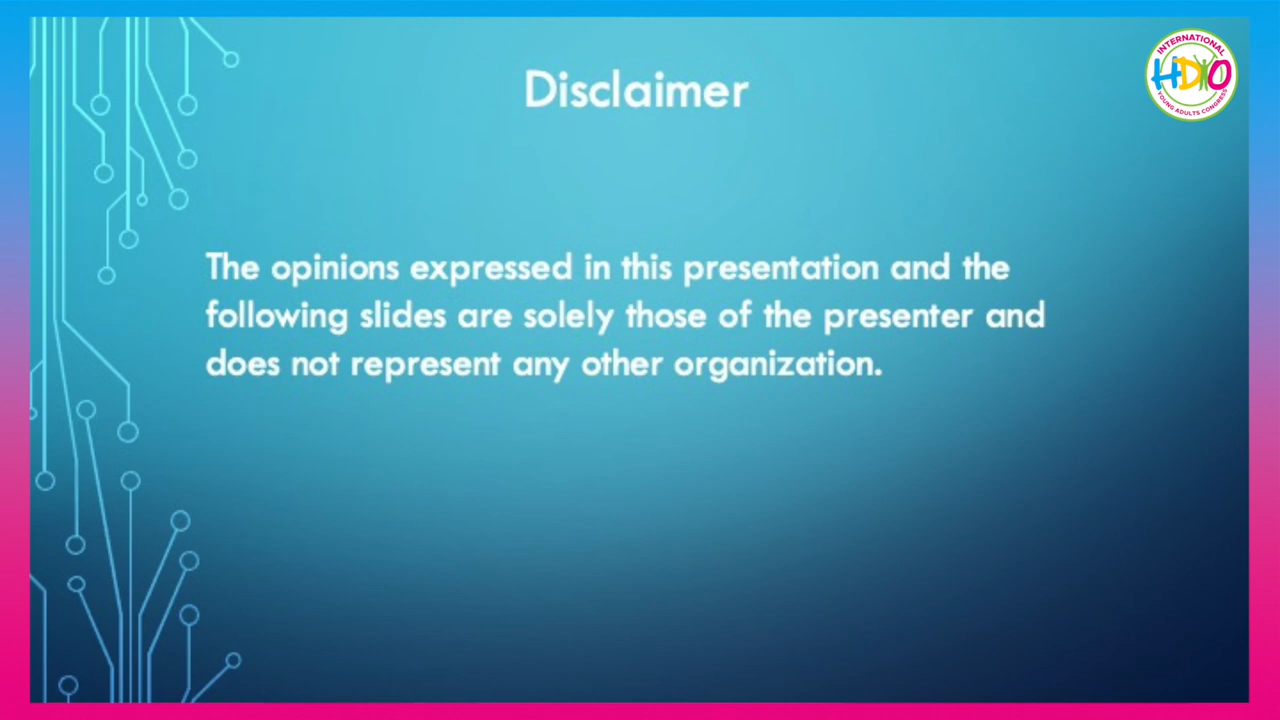 Disclaimer
INTERNATIONAL
HDYO
YOUNG ADULTS CONGRESS
The opinions expressed in this presentation and the
following slides are solely those of the presenter and
does not represent any other organization.